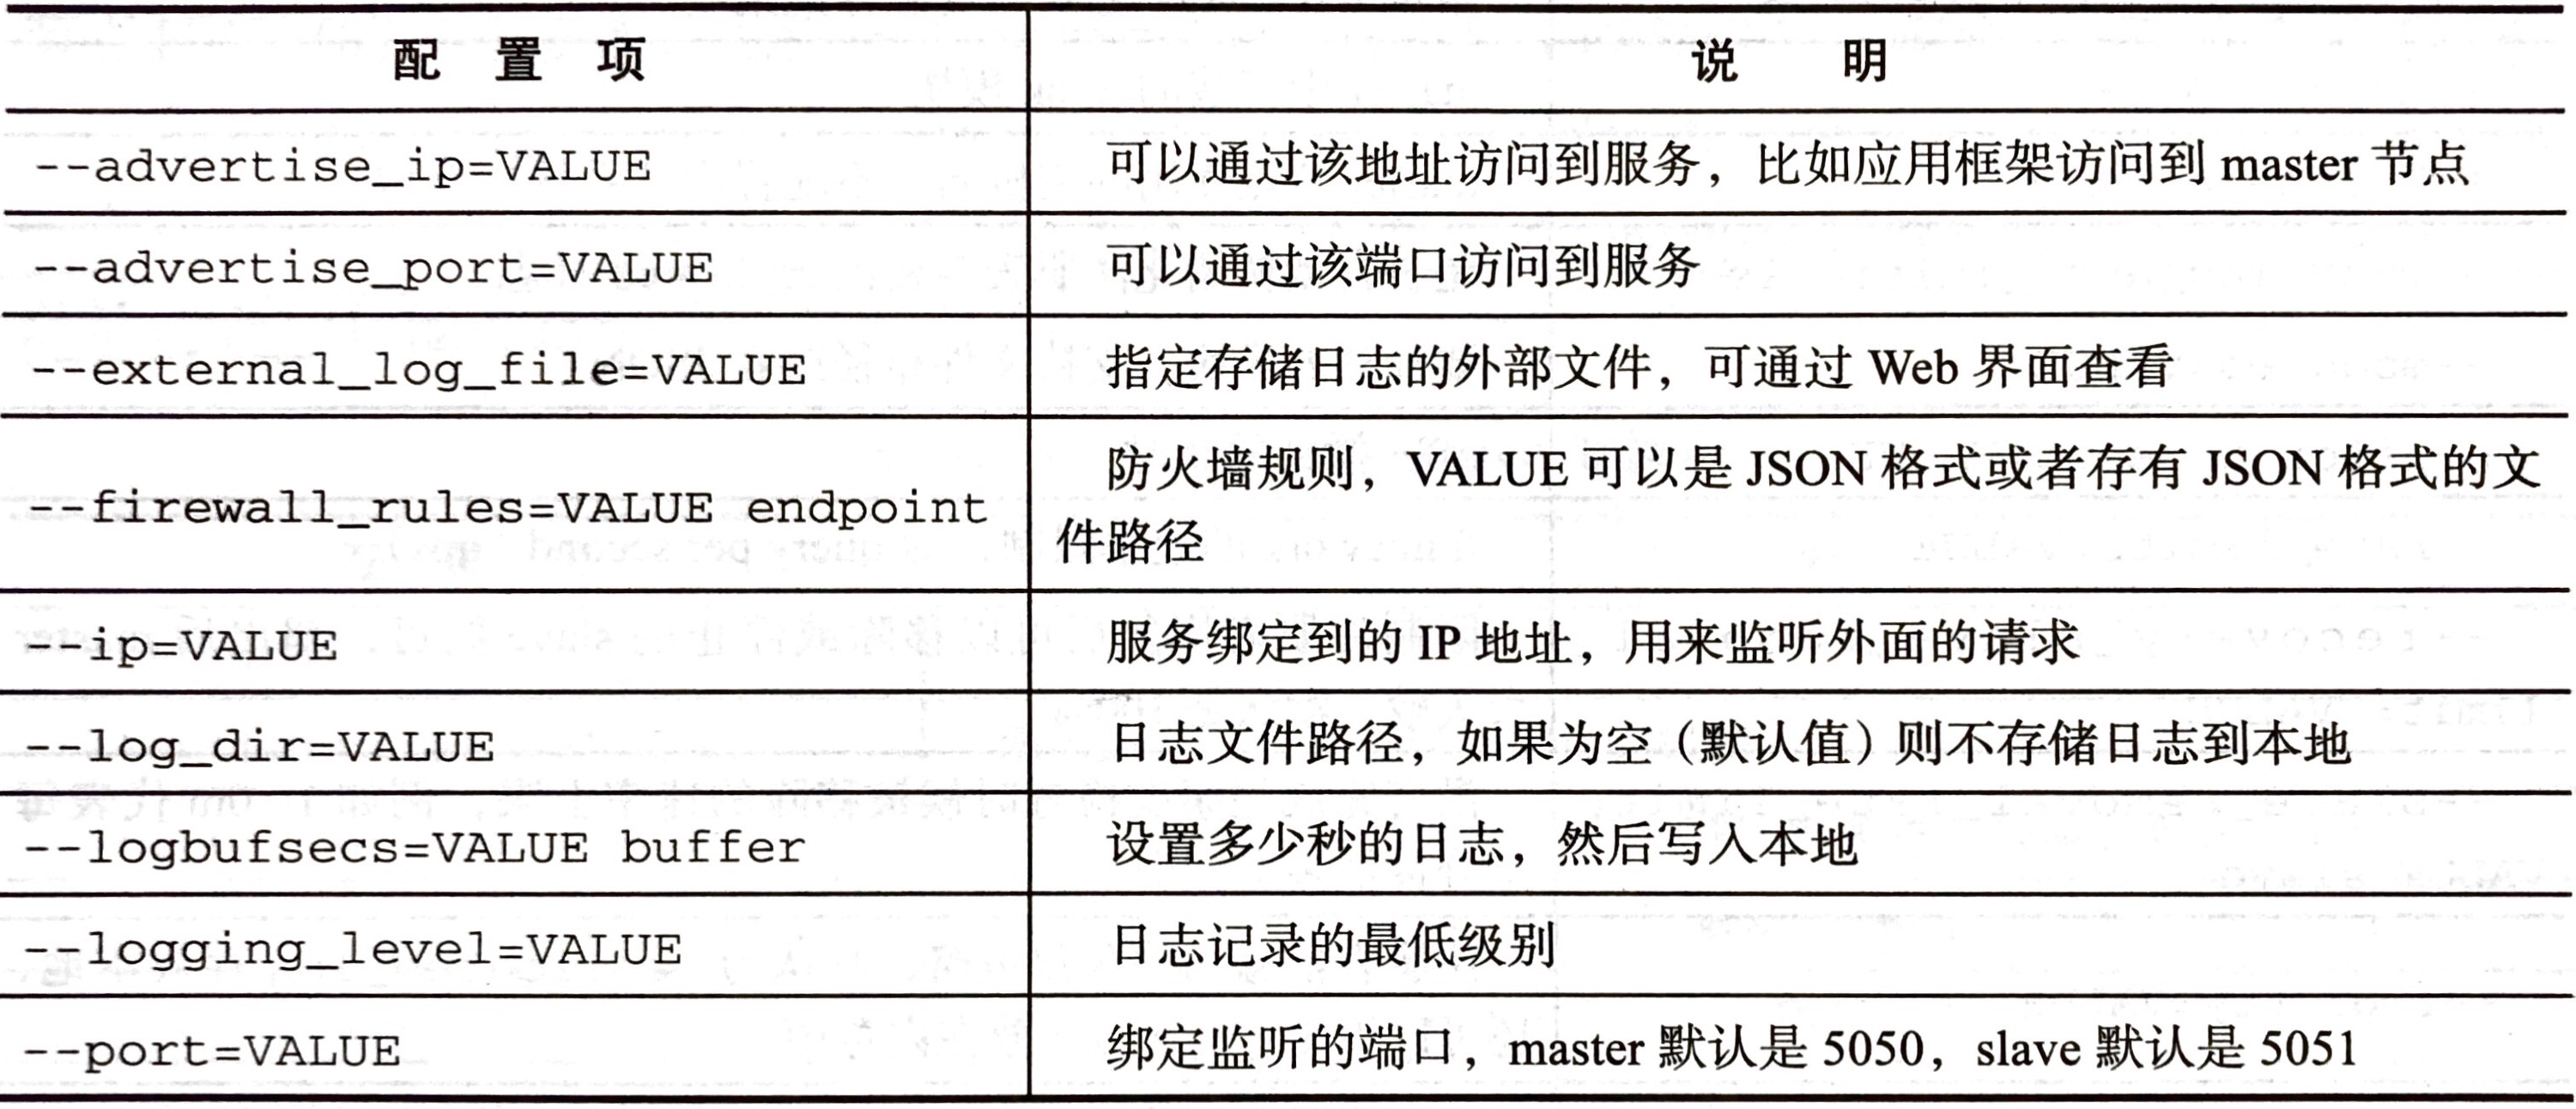 配 置 项 说 明
--advertise_ip=VALUE 可以通过该地址访问到服务，比如应用框架访问到 master 节点
--advertise_port=VALUE 可以通过该端口访问到服务
--external_log_file=VALUE 指定存储日志的外部文件，可通过 Web 界面查看
--firewall_rules=VALUE endpoint 防火墙规则，VALUE 可以是 JSON 格式或者存有 JSON 格式的文
件路径
--ip=VALUE 服务绑定到的 IP 地址，用来监听外面的请求
--log_dir=VALUE 日志文件路径，如果为空（默认值）则不存储日志到本地
--logbufsecs=VALUE buffer 设置多少秒的日志，然后写入本地
--logging_level=VALUE 日志记录的最低级别
--port=VALUE 绑定监听的端口，master 默认是 5050，slave 默认是 5051